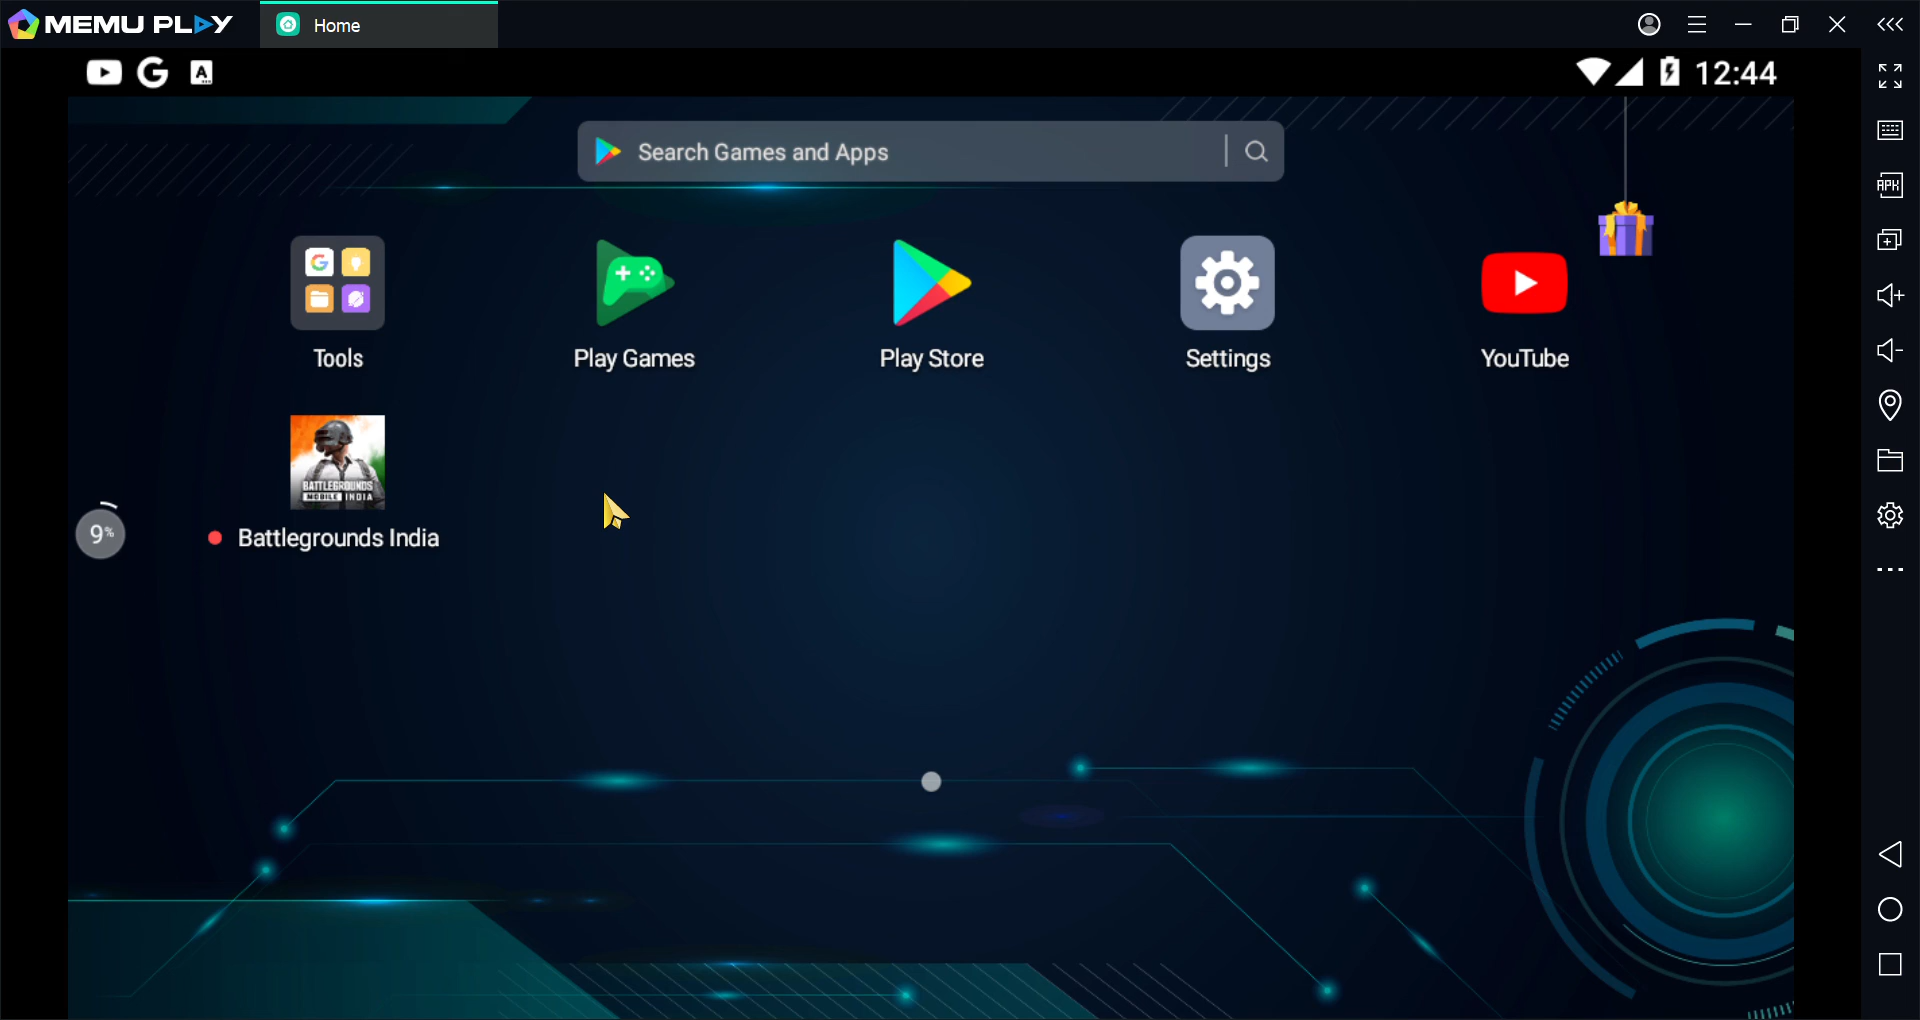 MEMU PLAY
Home
12:44
Search Games and Apps
APK
Tools
Play Games
Play Store
Settings
YouTube
BATTLEGROUNDS
MOBILE INDIA
9%
Battlegrounds India